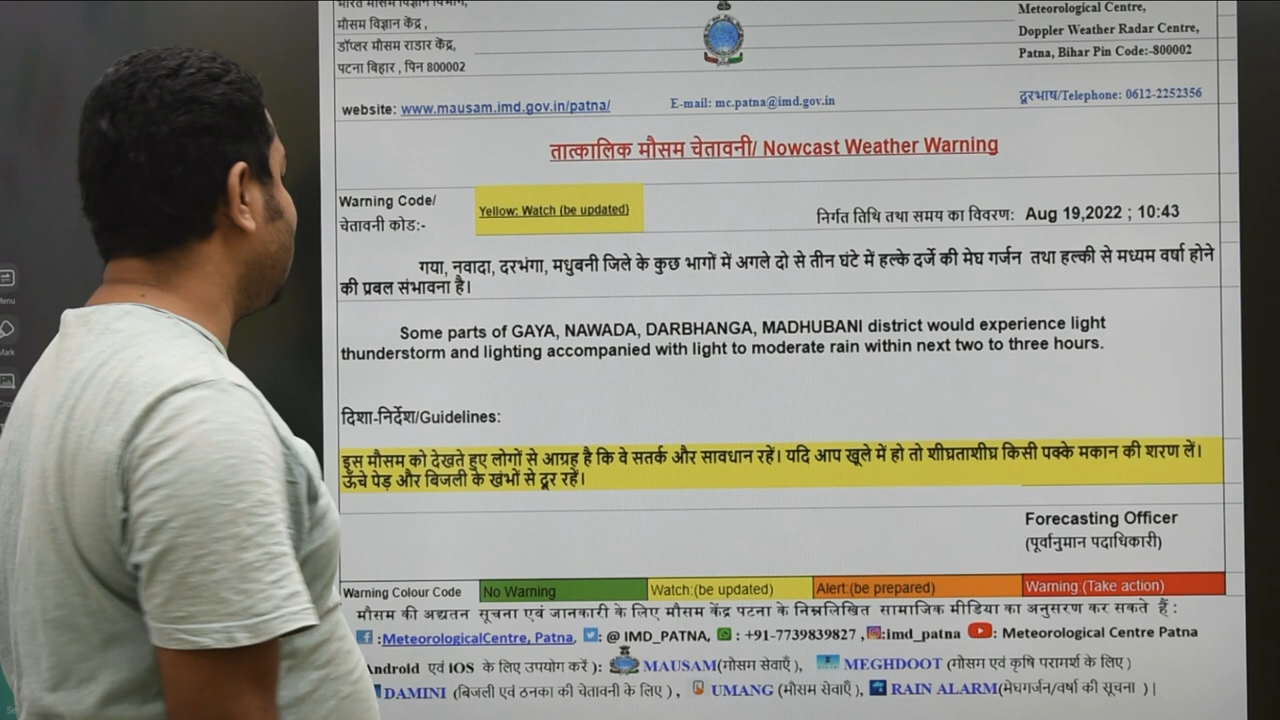 भारत मौसम विज्ञान विभाग,
मौसम विज्ञान केंद्र ,
डॉप्लर मौसम राडार केंद्र,
पटना बिहार , पिन 800002
Meteorological Centre,
Doppler Weather Radar Centre,
Patna, Bihar Pin Code:-800002
website: www.mausam.imd.gov.in/patna/ E-mail: mc.patna@imd.gov.in दूरभाष/Telephone: 0612-2252356
तात्कालिक मौसम चेतावनी/ Nowcast Weather Warning
Warning Code/
चेतावनी कोड:-
Yellow: Watch (be updated)
निर्गत तिथि तथा समय का विवरण: Aug 19,2022 ; 10:43
गया, नवादा, दरभंगा, मधुबनी जिले के कुछ भागों में अगले दो से तीन घंटे में हल्के दर्जे की मेघ गर्जन तथा हल्की से मध्यम वर्षा होने
की प्रबल संभावना है।
Some parts of GAYA, NAWADA, DARBHANGA, MADHUBANI district would experience light
thunderstorm and lighting accompanied with light to moderate rain within next two to three hours.
दिशा-निर्देश/Guidelines:
इस मौसम को देखते हुए लोगों से आग्रह है कि वे सतर्क और सावधान रहें। यदि आप खूले में हो तो शीघ्रताशीघ्र किसी पक्के मकान की शरण लें।
ऊँचे पेड़ और बिजली के खंभों से दूर रहें।
Forecasting Officer
(पूर्वानुमान पदाधिकारी)
Warning Colour Code No Warning Watch:(be updated) Alert:(be prepared) Warning:(Take action)
मौसम की अद्यतन सूचना एवं जानकारी के लिए मौसम केंद्र पटना के निम्नलिखित सामाजिक मीडिया का अनुसरण कर सकते हैं :
:MeteorologicalCentre, Patna, : @ IMD_PATNA, : +91-7739839827 , :imd_patna : Meteorological Centre Patna
Android एवं IOS के लिए उपयोग करें ): MAUSAM(मौसम सेवाएँ ), MEGHDOOT (मौसम एवं कृषि परामर्श के लिए )
DAMINI (बिजली एवं ठनका की चेतावनी के लिए ) , UMANG (मौसम सेवाएँ ), RAIN ALARM(मेघगर्जन/वर्षा की सूचना ) |
Menu
Mark